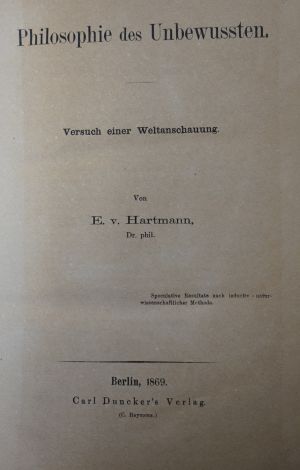 Philosophie des Unbewussten.
Versuch einer Weltanschauung.
Von
E. v. Hartmann,
Dr. phil.
Speculative Resultate nach inductiv-natur-
wissenschaftlicher Methode.
Berlin, 1869.
Carl Duncker's Verlag.
(C. Heymons.)